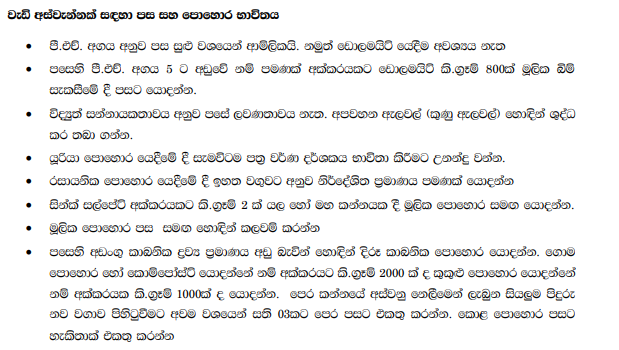 වැඩි අස්වැන්නක් සඳහා පස සහ පොහොර භාවිතය
• පී.එච්. අගය අනුව පස සුළු වශයෙන් ආම්ලිකයි. නමුත් ඩොලමයිට් යෙදීම අවශ්‍යය නැත
• පසෙහි පී.එච්. අගය 5 ට අඩුවේ නම් පමණක් අක්කරයකට ඩොලමයිට් කි.ග්‍රෑම් 800ක් මූලික බිම්
සැකසීමේ දී පසට යොදන්න.
• විද්‍යුත් සන්නායකතාවය අනුව පසේ ලවණතාවය නැත. අපවහන ඇලවල් (කුණු ඇලවල්) හොඳින් ශුද්ධ
කර තබා ගන්න.
• යූරියා පොහොර යෙදීමේ දී සැමවිටම පත්‍ර වර්ණ දර්ශකය භාවිතා කිරීමට උනන්දු වන්න.
• රසායනික පොහොර යෙදීමේ දී ඉහත වගුවට අනුව නිර්දේශිත ප්‍රමාණය පමණක් යොදන්න
• සින්ක් සල්පේට් අක්කරයකට කි.ග්‍රෑම් 2 ක් යල හෝ මහ කන්නයක දී මූලික පොහොර සමඟ යොදන්න.
• මූලික පොහොර පස සමඟ හොඳින් කලවම් කරන්න
• පසෙහි අඩංගු කාබනික ද්‍රව්‍ය ප්‍රමාණය අඩු බැවින් හොඳින් දිරූ කාබනික පොහොර යොදන්න. ගොම
පොහොර හෝ කොම්පෝස්ට් යොදන්නේ නම් අක්කරයට කි.ග්‍රෑම් 2000 ක් ද කුකුළු පොහොර යොදන්නේ
නම් අක්කරයක කි.ග්‍රෑම් 1000ක් ද යොදන්න. පෙර කන්නයේ අස්වනු නෙලීමෙන් ලැබුන සියලුම පිදුරු
නව වගාව පිහිටුවීමට අවම වශයෙන් සති 03කට පෙර පසට එකතු කරන්න. කොළ පොහොර පසට
හැකිතාක් එකතු කරන්න